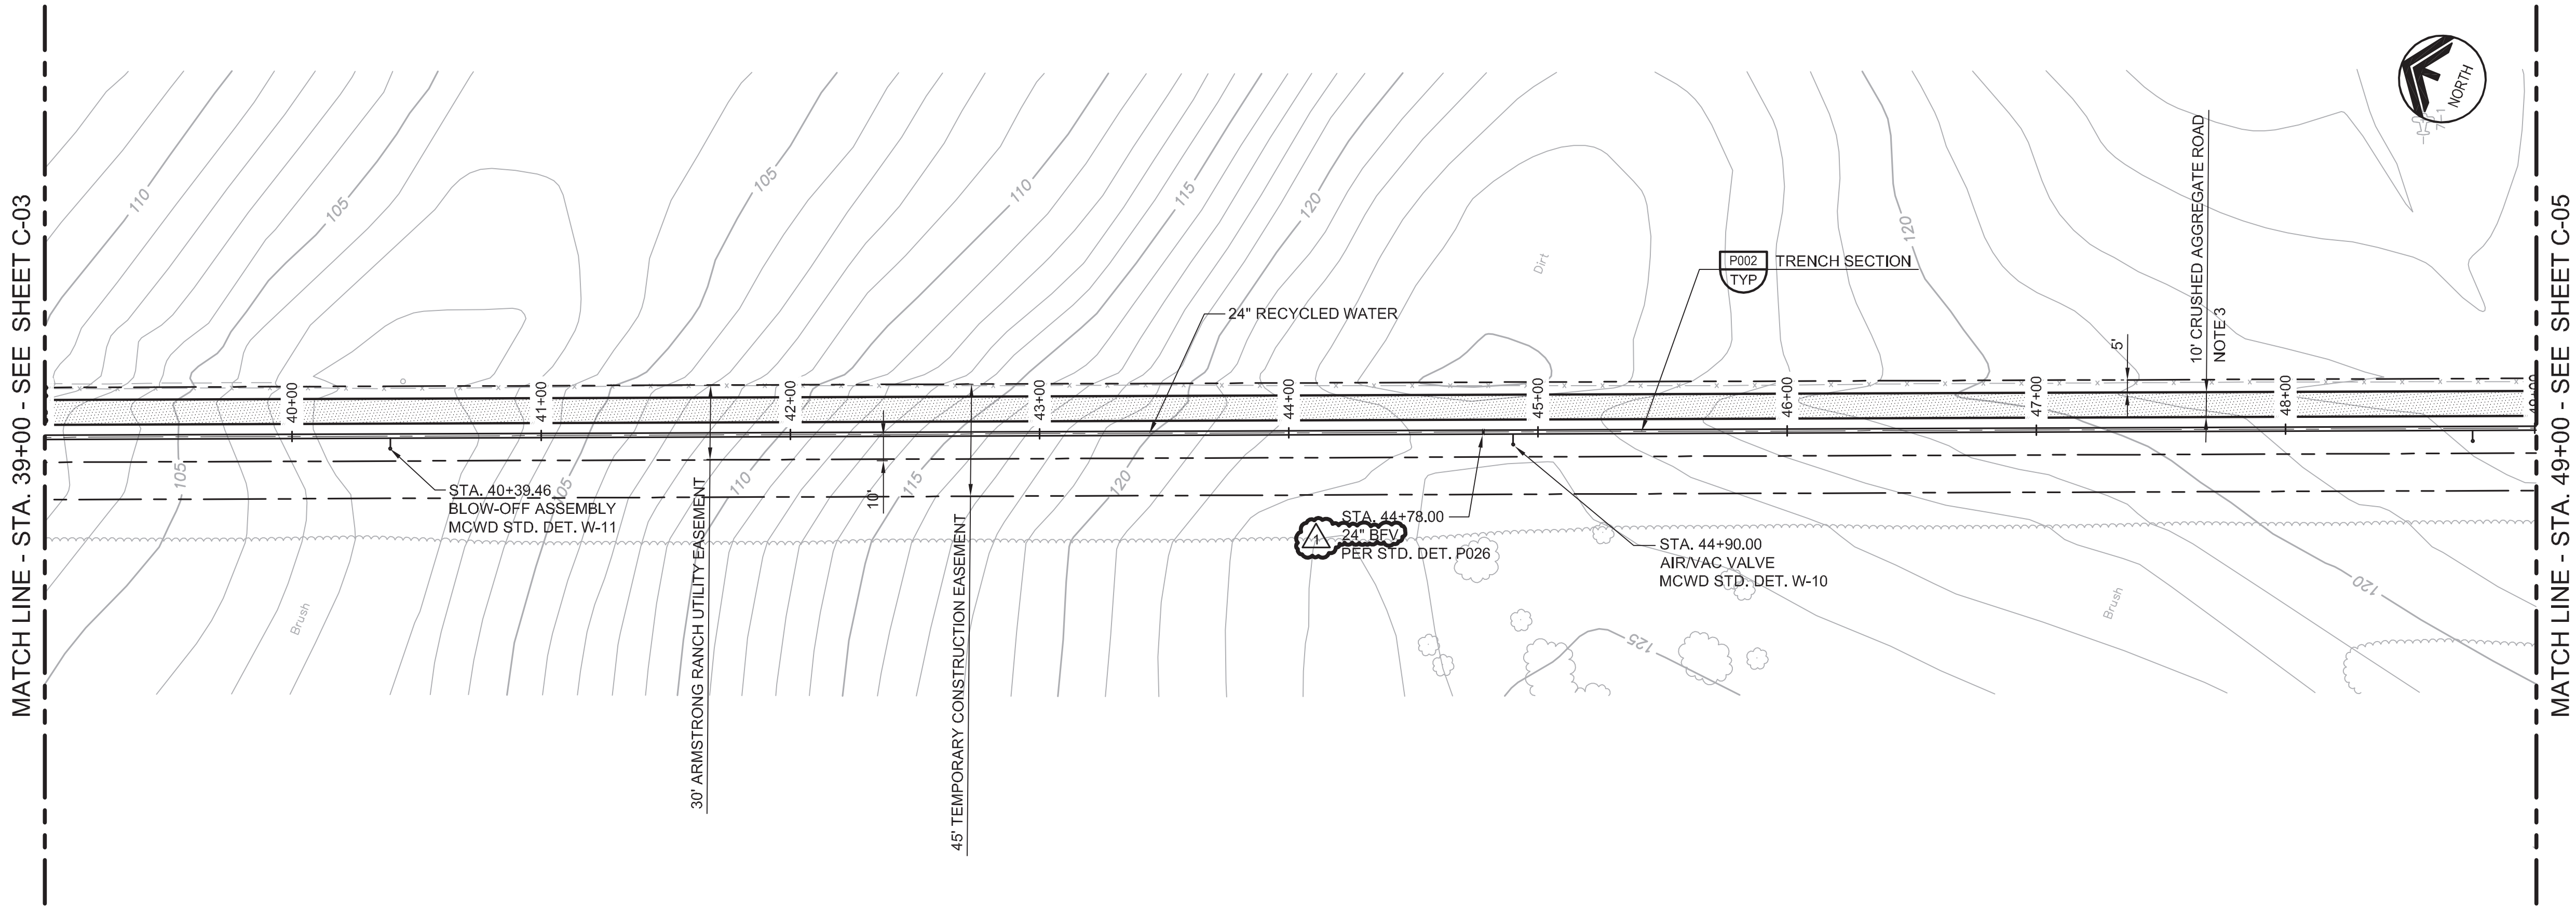 MATCH LINE - STA. 39+00 - SEE  SHEET C-03
NORTH
110
105
105
110
115
120
120
Dirt
P002
TYP
TRENCH SECTION
10' CRUSHED AGGREGATE ROAD
NOTE 3
24" RECYCLED WATER
5'
40+00
41+00
42+00
43+00
44+00
45+00
46+00
47+00
48+00
49+00
105
105
110
115
120
10'
STA. 40+39.46
BLOW-OFF ASSEMBLY
MCWD STD. DET. W-11
30' ARMSTRONG RANCH UTILITY EASEMENT
45' TEMPORARY CONSTRUCTION EASEMENT
1
STA. 44+78.00
24" BFV
PER STD. DET. P026
STA. 44+90.00
AIR/VAC VALVE
MCWD STD. DET. W-10
Brush
125
Brush
120
MATCH LINE - STA. 49+00 - SEE  SHEET C-05